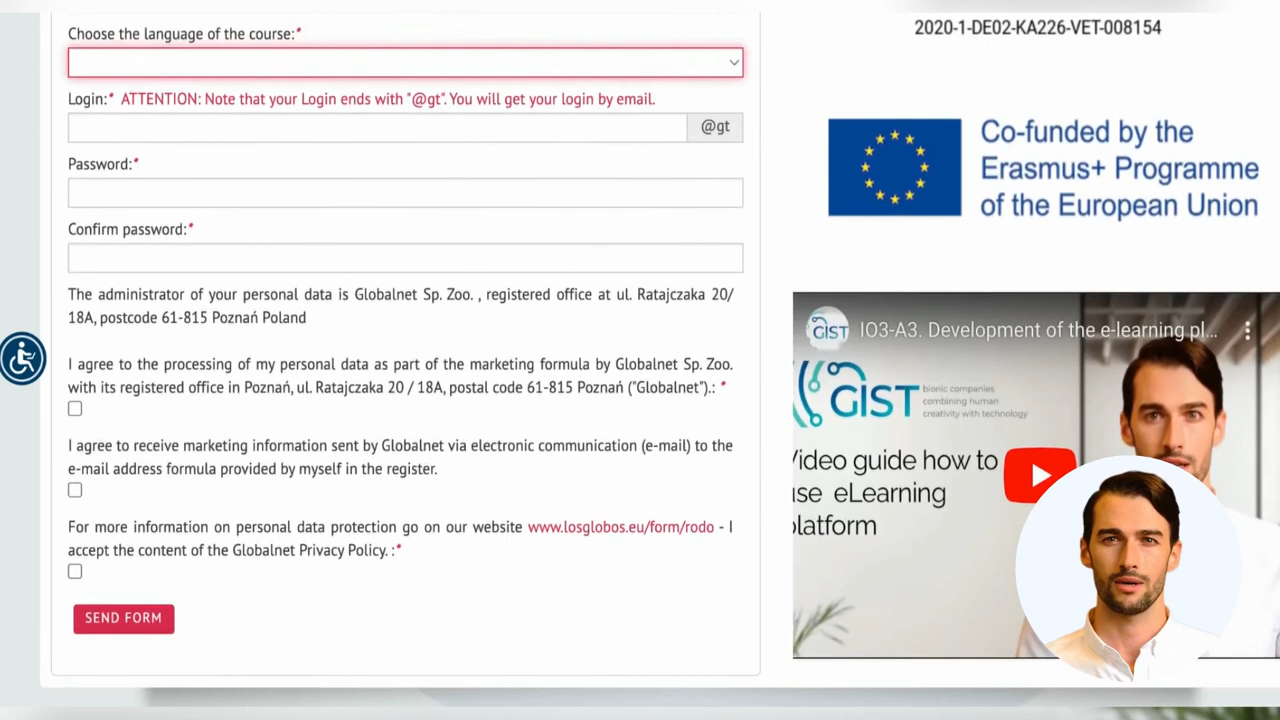 Choose the language of the course:*
Login:* ATTENTION: Note that your Login ends with "@gt". You will get your login by email.
@gt
Password:*
Confirm password:*
The administrator of your personal data is Globalnet Sp. Zoo. , registered office at ul. Ratajczaka 20/
18A, postcode 61-815 Poznań Poland
I agree to the processing of my personal data as part of the marketing formula by Globalnet Sp. Zoo.
with its registered office in Poznań, ul. Ratajczaka 20 / 18A, postal code 61-815 Poznań ("Globalnet").: *
I agree to receive marketing information sent by Globalnet via electronic communication (e-mail) to the
e-mail address formula provided by myself in the register.
For more information on personal data protection go on our website www.losglobos.eu/form/rodo - I
accept the content of the Globalnet Privacy Policy. :*
SEND FORM
2020-1-DE02-KA226-VET-008154
Co-funded by the
Erasmus+ Programme
of the European Union
GIST
IO3-A3. Development of the e-learning pl...
GIST
bionic companies
combining human
creativity with technology
Video guide how to
use eLearning
platform